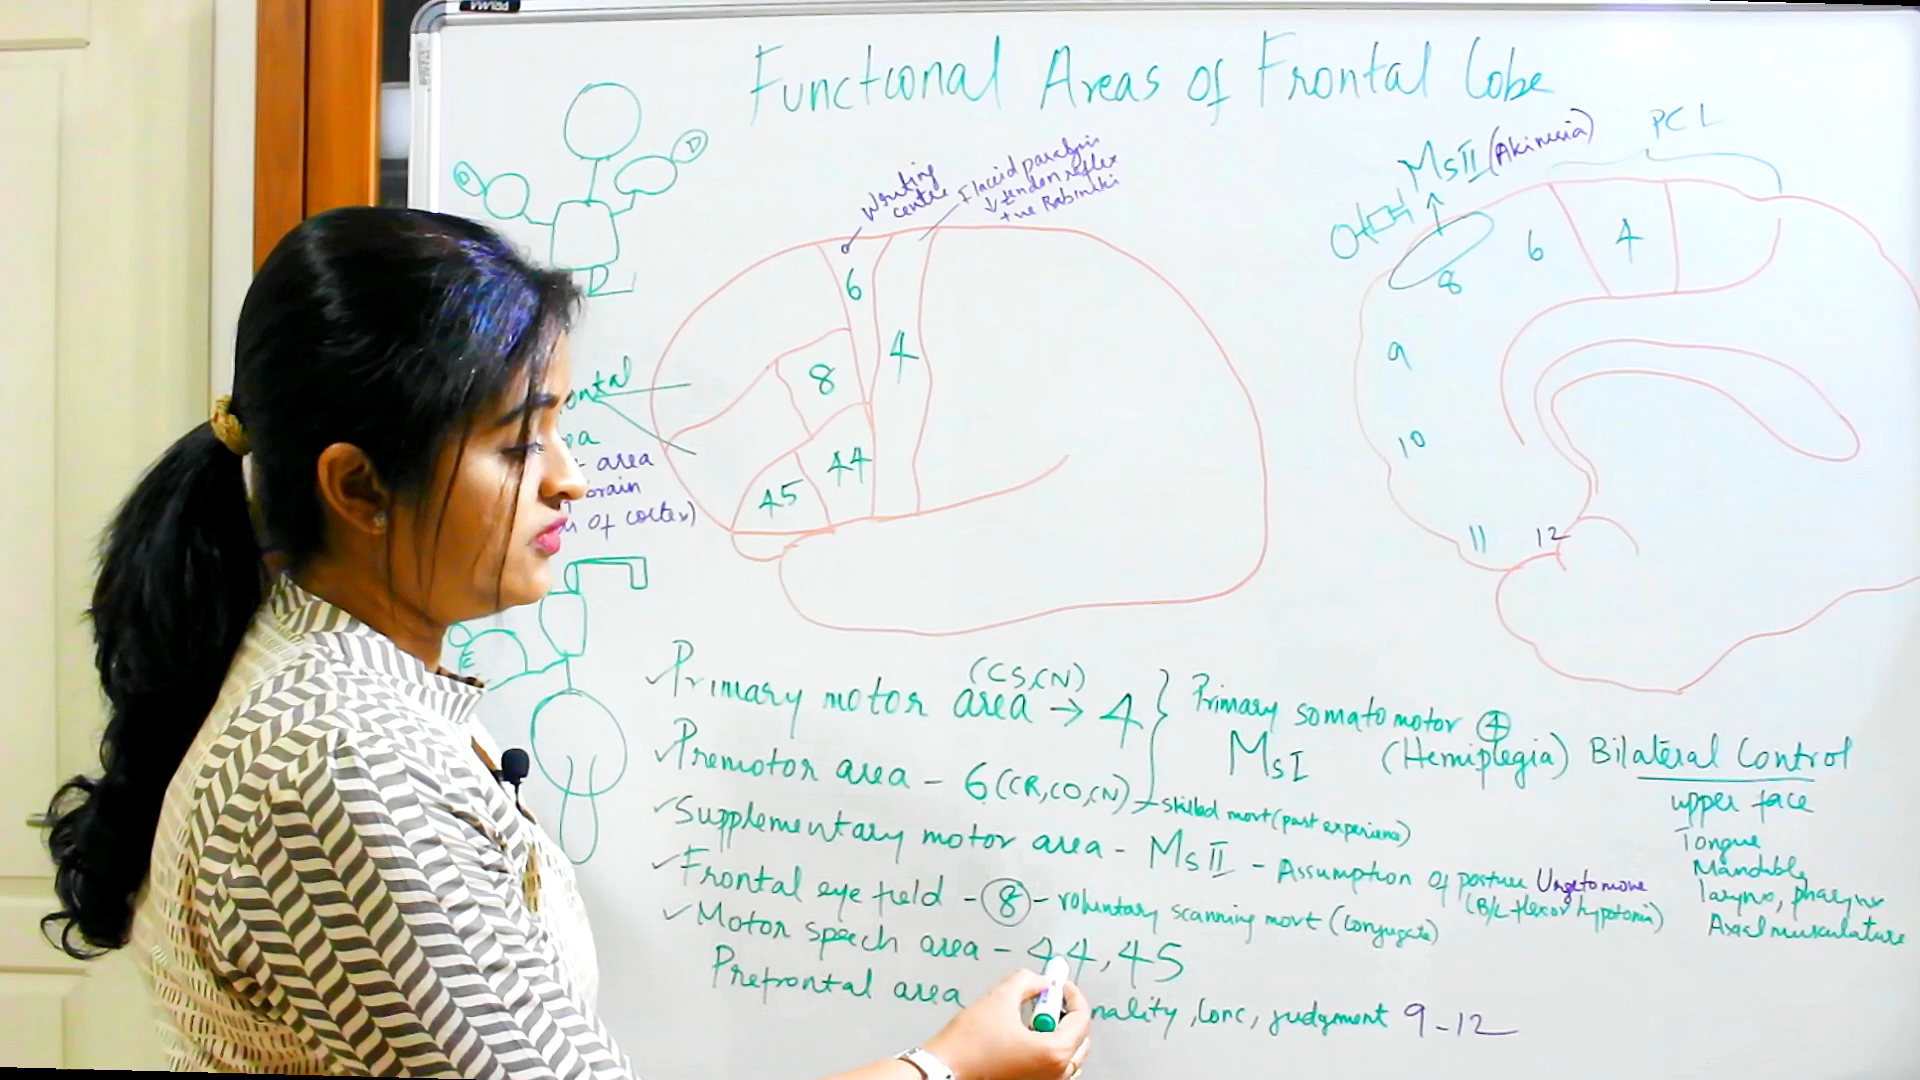 Functional Areas of Frontal Lobe
PCL
MsII (Akinesia)
Writing
centre
Flaccid paralysis
↓ tendon reflex
+ve Babinski
6
4
8
44
45
6
4
8
9
10
11
12
ontal
area
brain
of cortex)
Primary motor area → 4
(CS,CN)
Premotor area - 6 (CR,CO,CN) → skilled movt (past experience)
Primary somatomotor 4
MsI (Hemiplegia)
Supplementary motor area - MsII - Assumption of posture Urge to move
(B/L flexor hypotonia)
Frontal eye field - 8 - voluntary scanning movt (conjugate)
Motor speech area - 44, 45
Prefrontal area nality, conc, judgment 9-12
Bilateral Control
upper face
Tongue
Mandible
larynx, pharynx
Axial musculature